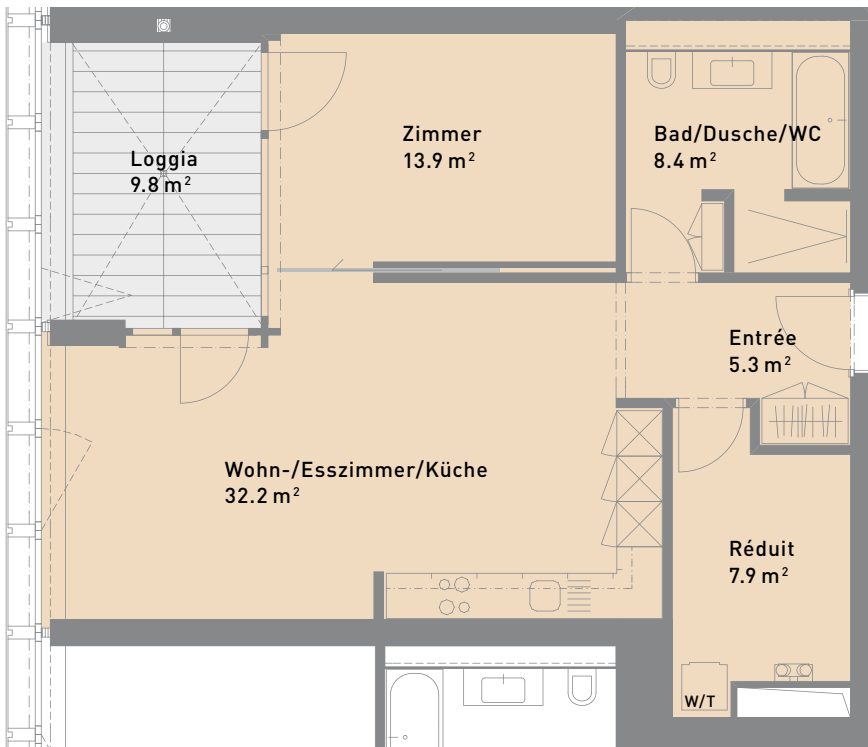 Loggia
9.8 m²
Zimmer
13.9 m²
Bad/Dusche/WC
8.4 m²
Entrée
5.3 m²
Wohn-/Esszimmer/Küche
32.2 m²
Réduit
7.9 m²
W/T